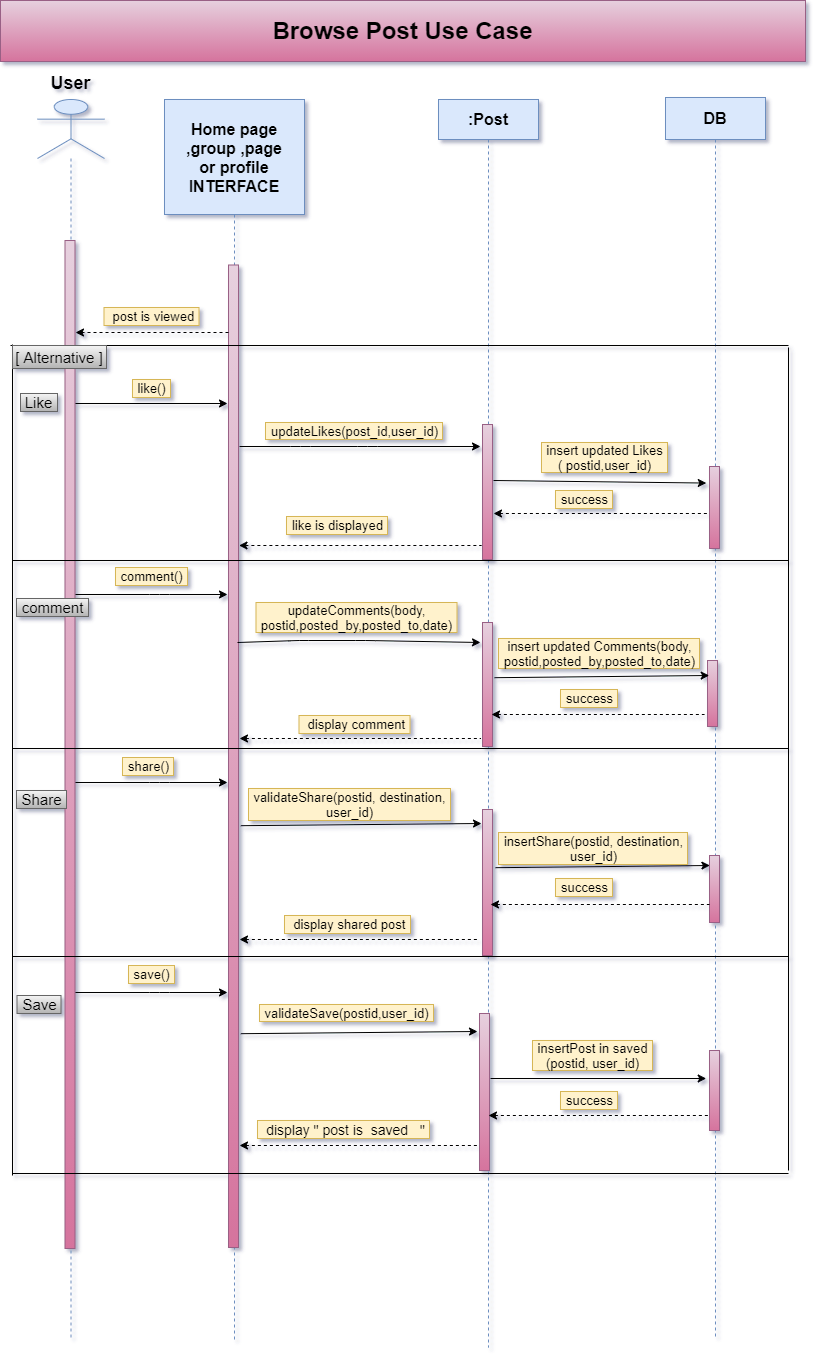 Browse Post Use Case
User
Home page
,group ,page
or profile
INTERFACE
:Post
DB
post is viewed
[ Alternative ]
Like
like()
updateLikes(post_id,user_id)
insert updated Likes
( postid,user_id)
success
like is displayed
comment()
comment
updateComments(body,
postid,posted_by,posted_to,date)
insert updated Comments(body,
postid,posted_by,posted_to,date)
success
display comment
share()
Share
validateShare(postid, destination,
user_id)
insertShare(postid, destination,
user_id)
success
display shared post
save()
Save
validateSave(postid,user_id)
insertPost in saved
(postid, user_id)
success
display " post is saved "